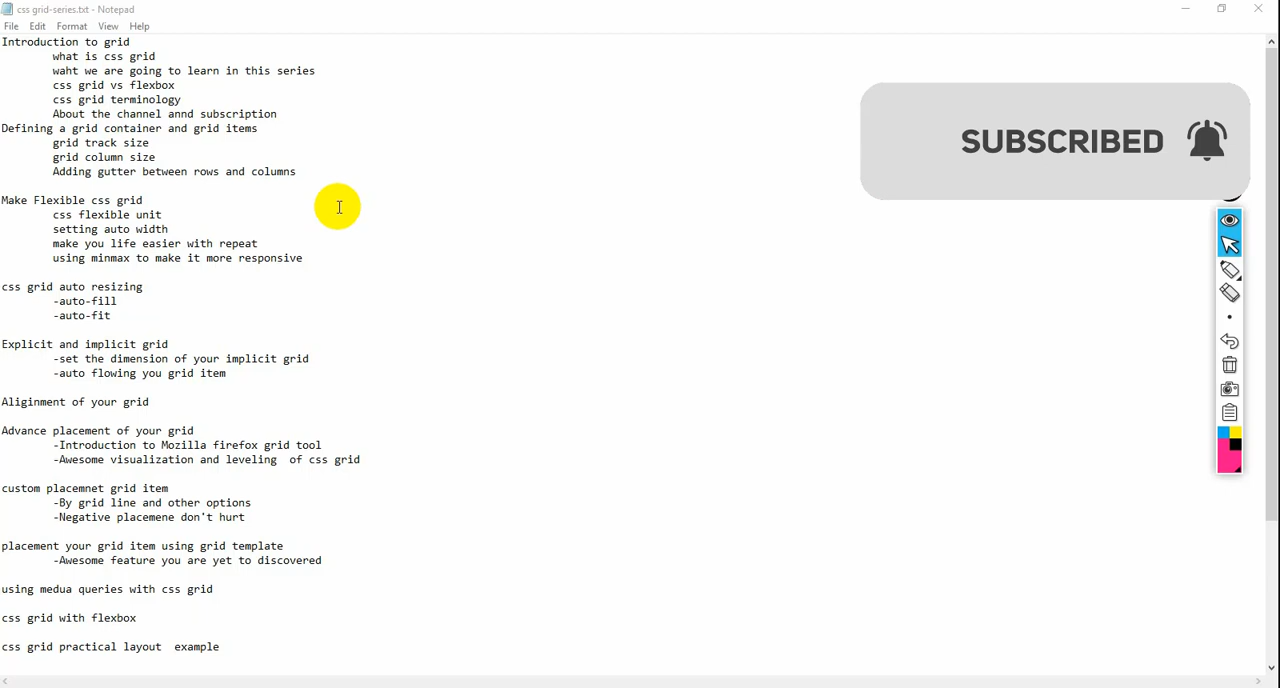 css grid-series.txt - Notepad
File Edit Format View Help
Introduction to grid
what is css grid
waht we are going to learn in this series
css grid vs flexbox
css grid terminology
About the channel annd subscription
Defining a grid container and grid items
grid track size
grid column size
Adding gutter between rows and columns
SUBSCRIBED
Make Flexible css grid
css flexible unit
setting auto width
make you life easier with repeat
using minmax to make it more responsive
css grid auto resizing
-auto-fill
-auto-fit
Explicit and implicit grid
-set the dimension of your implicit grid
-auto flowing you grid item
Aliginment of your grid
Advance placement of your grid
-Introduction to Mozilla firefox grid tool
-Awesome visualization and leveling  of css grid
custom placemnet grid item
-By grid line and other options
-Negative placemene don't hurt
placement your grid item using grid template
-Awesome feature you are yet to discovered
using medua queries with css grid
css grid with flexbox
css grid practical layout  example